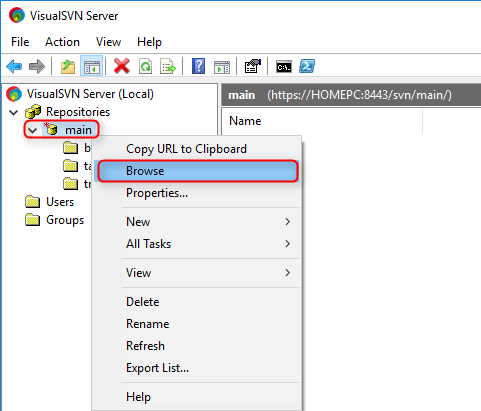 VisualSVN Server
File Action View Help
VisualSVN Server (Local)
Repositories
main
b
ta
tr
Users
Groups
main (https://HOMEPC:8443/svn/main/)
Name
Copy URL to Clipboard
Browse
Properties...
New
All Tasks
View
Delete
Rename
Refresh
Export List...
Help